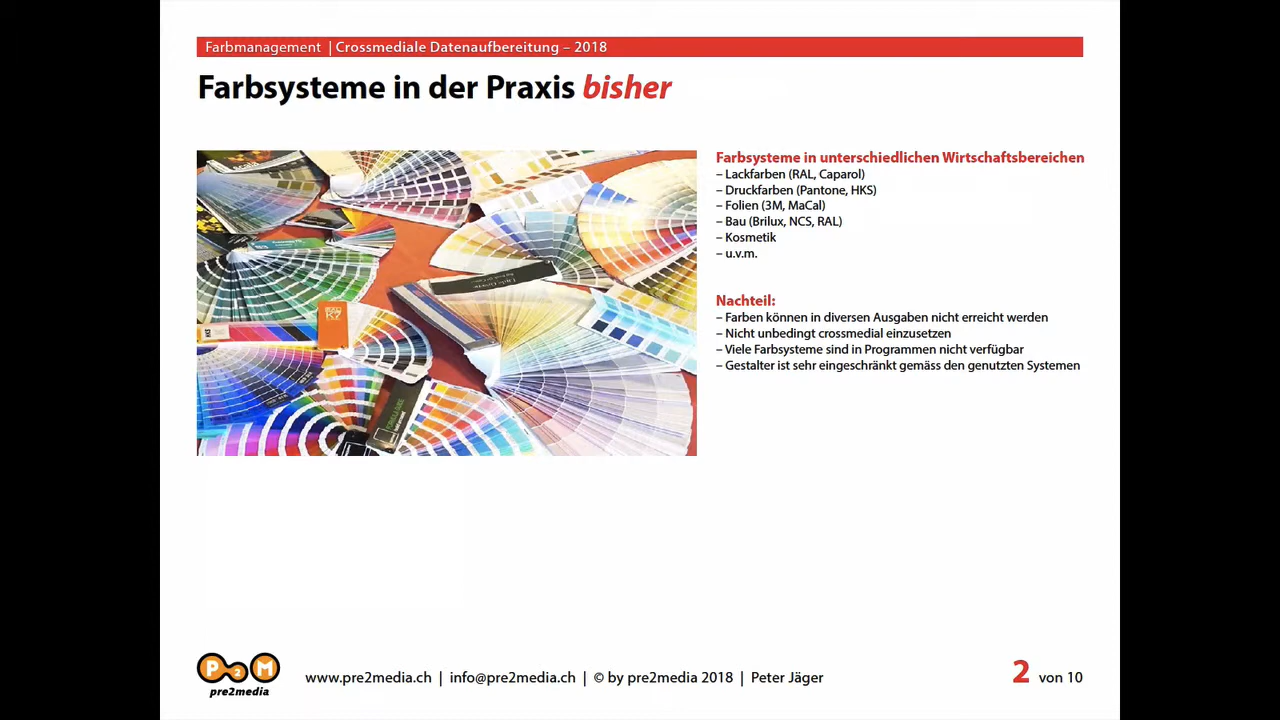 Farbmanagement | Crossmediale Datenaufbereitung – 2018
Farbsysteme in der Praxis bisher
Farbsysteme in unterschiedlichen Wirtschaftsbereichen
– Lackfarben (RAL, Caparol)
– Druckfarben (Pantone, HKS)
– Folien (3M, MaCal)
– Bau (Brilux, NCS, RAL)
– Kosmetik
– u.v.m.
Nachteil:
– Farben können in diversen Ausgaben nicht erreicht werden
– Nicht unbedingt crossmedial einzusetzen
– Viele Farbsysteme sind in Programmen nicht verfügbar
– Gestalter ist sehr eingeschränkt gemäss den genutzten Systemen
P2M
pre2media
www.pre2media.ch | info@pre2media.ch | © by pre2media 2018 | Peter Jäger
2 von 10